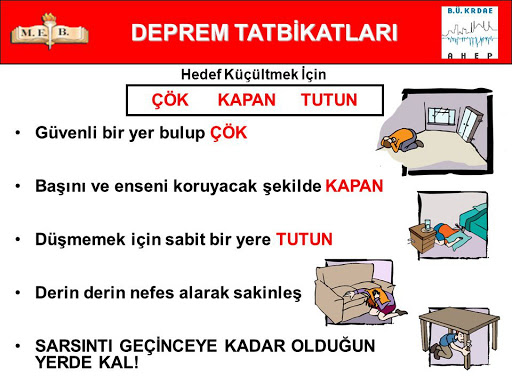 M. E. B.
DEPREM TATBİKATLARI
B.Ü. KRDAE
A H E P
Hedef Küçültmek İçin
ÇÖK KAPAN TUTUN
• Güvenli bir yer bulup ÇÖK
• Başını ve enseni koruyacak şekilde KAPAN
• Düşmemek için sabit bir yere TUTUN
• Derin derin nefes alarak sakinleş
• SARSINTI GEÇİNCEYE KADAR OLDUĞUN
YERDE KAL!